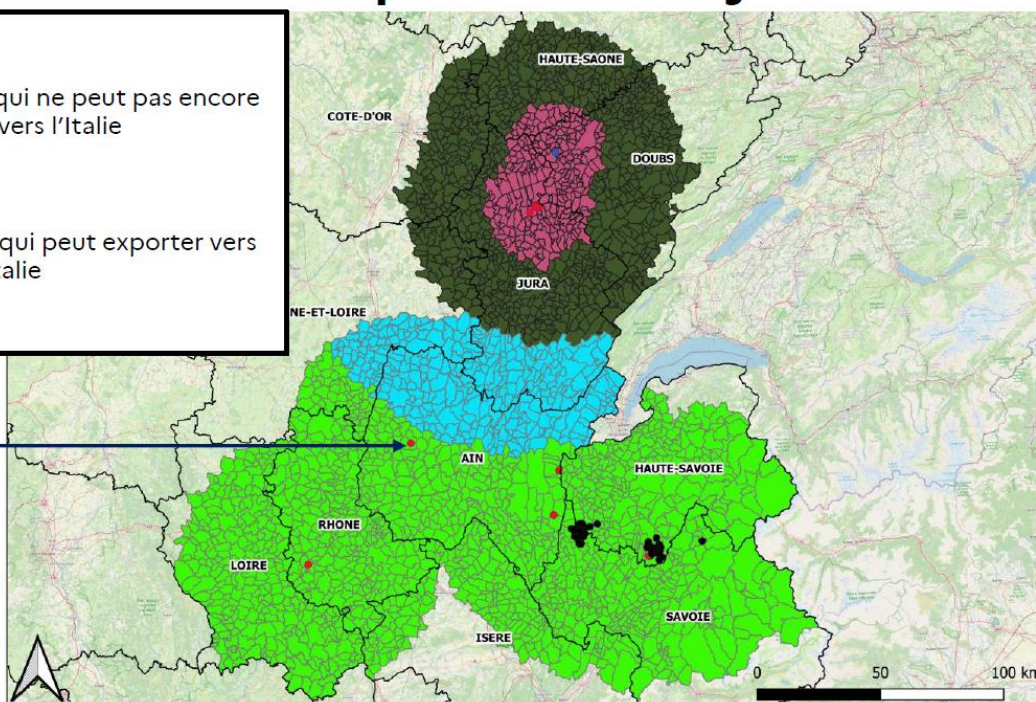 qui ne peut pas encore
vers l'Italie
qui peut exporter vers
talie
HAUTE-SAONE
COTE-D'OR
DOUBS
JURA
NE-ET-LOIRE
AIN
HAUTE-SAVOIE
RHONE
LOIRE
SAVOIE
ISERE
0 50 100 km